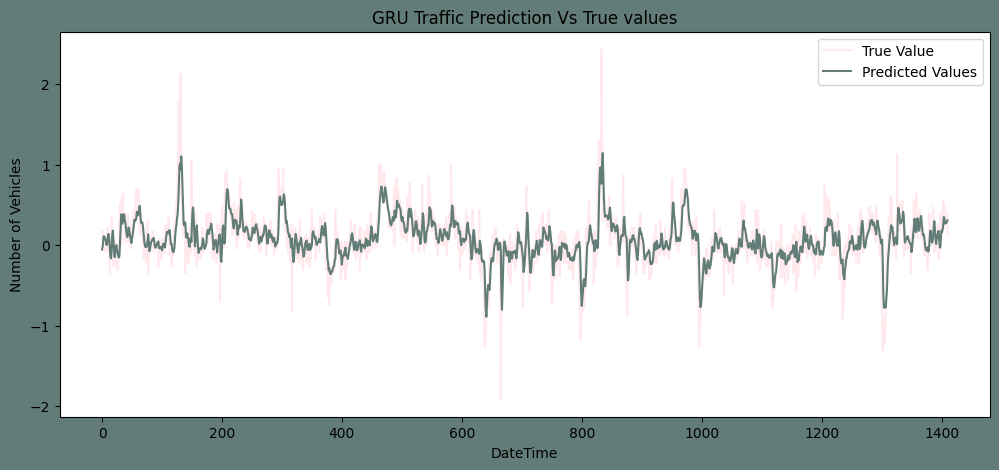 GRU Traffic Prediction Vs True values
True Value
Predicted Values
Number of Vehicles
2
1
0
−1
−2
0 200 400 600 800 1000 1200 1400
DateTime